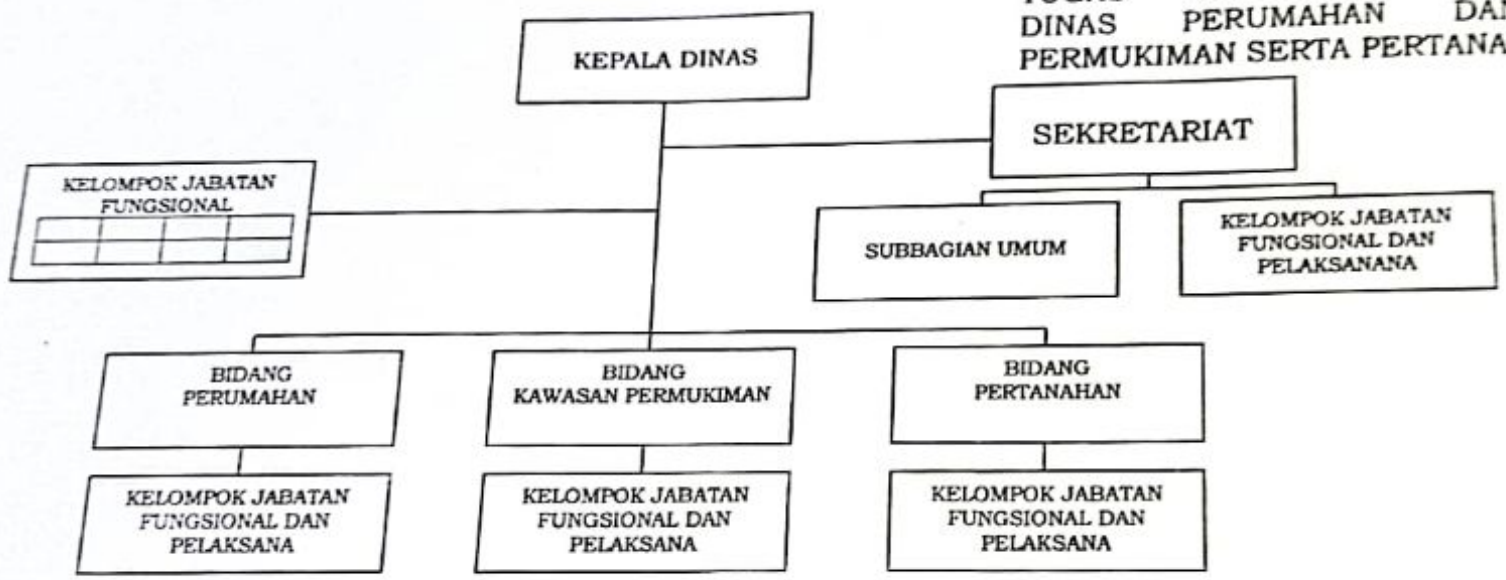 DINAS PERUMAHAN
PERMUKIMAN SERTA
KEPALA DINAS
SEKRETARIAT
KELOMPOK JABATAN
FUNGSIONAL
SUBBAGIAN UMUM
KELOMPOK JABATAN
FUNGSIONAL DAN
PELAKSANANA
BIDANG
PERUMAHAN
BIDANG
KAWASAN PERMUKIMAN
BIDANG
PERTANAHAN
KELOMPOK JABATAN
FUNGSIONAL DAN
PELAKSANA
KELOMPOK JABATAN
FUNGSIONAL DAN
PELAKSANA
KELOMPOK JABATAN
FUNGSIONAL DAN
PELAKSANA